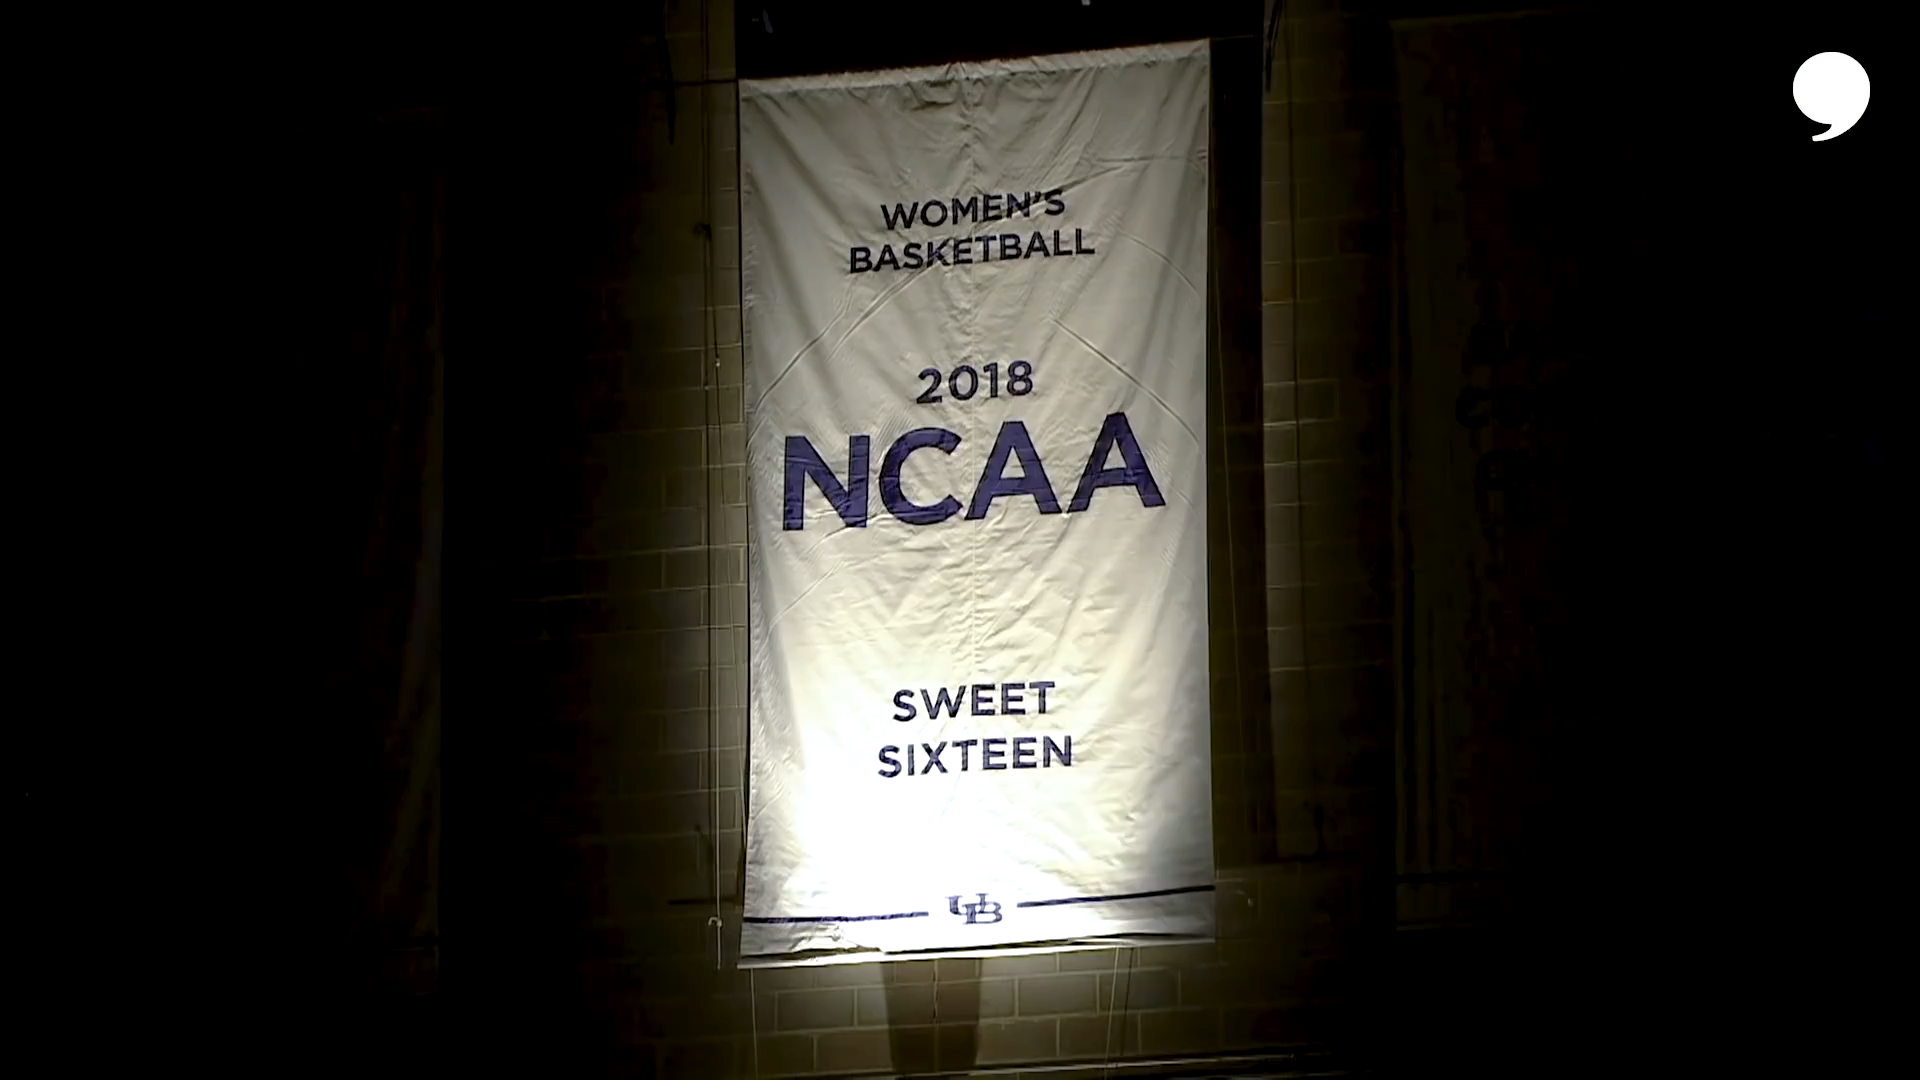 WOMEN'S
BASKETBALL
2018
NCAA
SWEET
SIXTEEN
UB